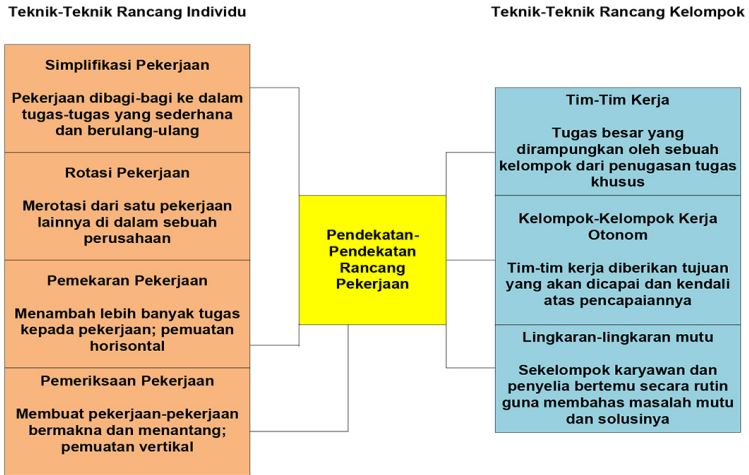 Teknik-Teknik Rancang Individu
Simplifikasi Pekerjaan
Pekerjaan dibagi-bagi ke dalam
tugas-tugas yang sederhana
dan berulang-ulang
Rotasi Pekerjaan
Merotasi dari satu pekerjaan
lainnya di dalam sebuah
perusahaan
Pemekaran Pekerjaan
Menambah lebih banyak tugas
kepada pekerjaan; pemuatan
horisontal
Pemeriksaan Pekerjaan
Membuat pekerjaan-pekerjaan
bermakna dan menantang;
pemuatan vertikal
Pendekatan-
Pendekatan
Rancang
Pekerjaan
Teknik-Teknik Rancang Kelompok
Tim-Tim Kerja
Tugas besar yang
dirampungkan oleh sebuah
kelompok dari penugasan tugas
khusus
Kelompok-Kelompok Kerja
Otonom
Tim-tim kerja diberikan tujuan
yang akan dicapai dan kendali
atas pencapaiannya
Lingkaran-lingkaran mutu
Sekelompok karyawan dan
penyelia bertemu secara rutin
guna membahas masalah mutu
dan solusinya